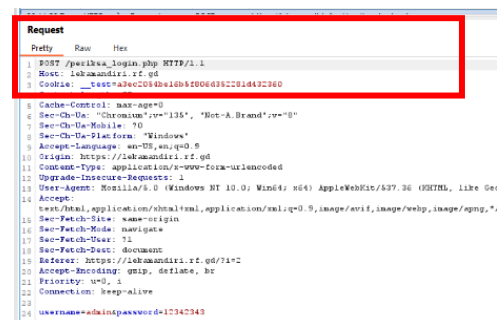 Request
Pretty Raw Hex
1 POST /periksa_login.php HTTP/1.1
2 Host: lekamandiri.rf.gd
3 Cookie: __test=
5 Cache-Control: max-age=0
6 Sec-Ch-Ua: "Chromium";v="135", "Not-A.Brand";v="8"
7 Sec-Ch-Ua-Mobile: ?0
8 Sec-Ch-Ua-Platform: "Windows"
9 Accept-Language: en-US,en;q=0.9
10 Origin: https://lekamandiri.rf.gd
11 Content-Type: application/x-www-form-urlencoded
12 Upgrade-Insecure-Requests: 1
13 User-Agent: Mozilla/5.0 (Windows NT 10.0; Win64; x64) AppleWebKit/537.36 (KHTML, like Gec
14 Accept:
text/html,application/xhtml+xml,application/xml;q=0.9,image/avif,image/webp,image/apng,*/
15 Sec-Fetch-Site: same-origin
16 Sec-Fetch-Mode: navigate
17 Sec-Fetch-User: ?1
18 Sec-Fetch-Dest: document
19 Referer: https://lekamandiri.rf.gd/?i=2
20 Accept-Encoding: gzip, deflate, br
21 Priority: u=0, i
22 Connection: keep-alive
23
24 username=admin&password=12342343